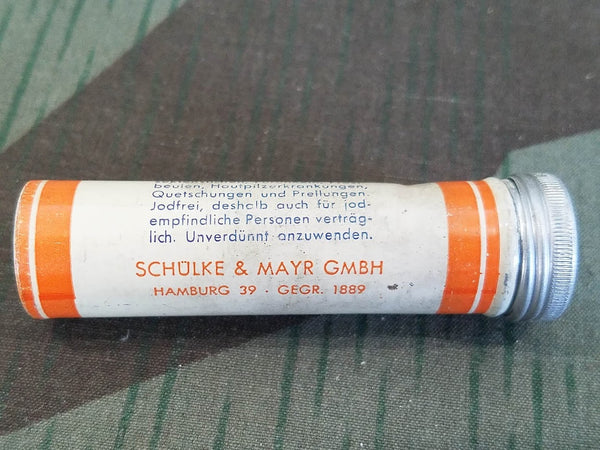 beulen, Hautpilzerkrankungen,
Quetschungen und Prellungen.
Jodfrei, deshalb auch für jod-
empfindliche Personen verträg-
lich. Unverdünnt anzuwenden.
SCHÜLKE & MAYR GMBH
HAMBURG 39 · GEGR. 1889